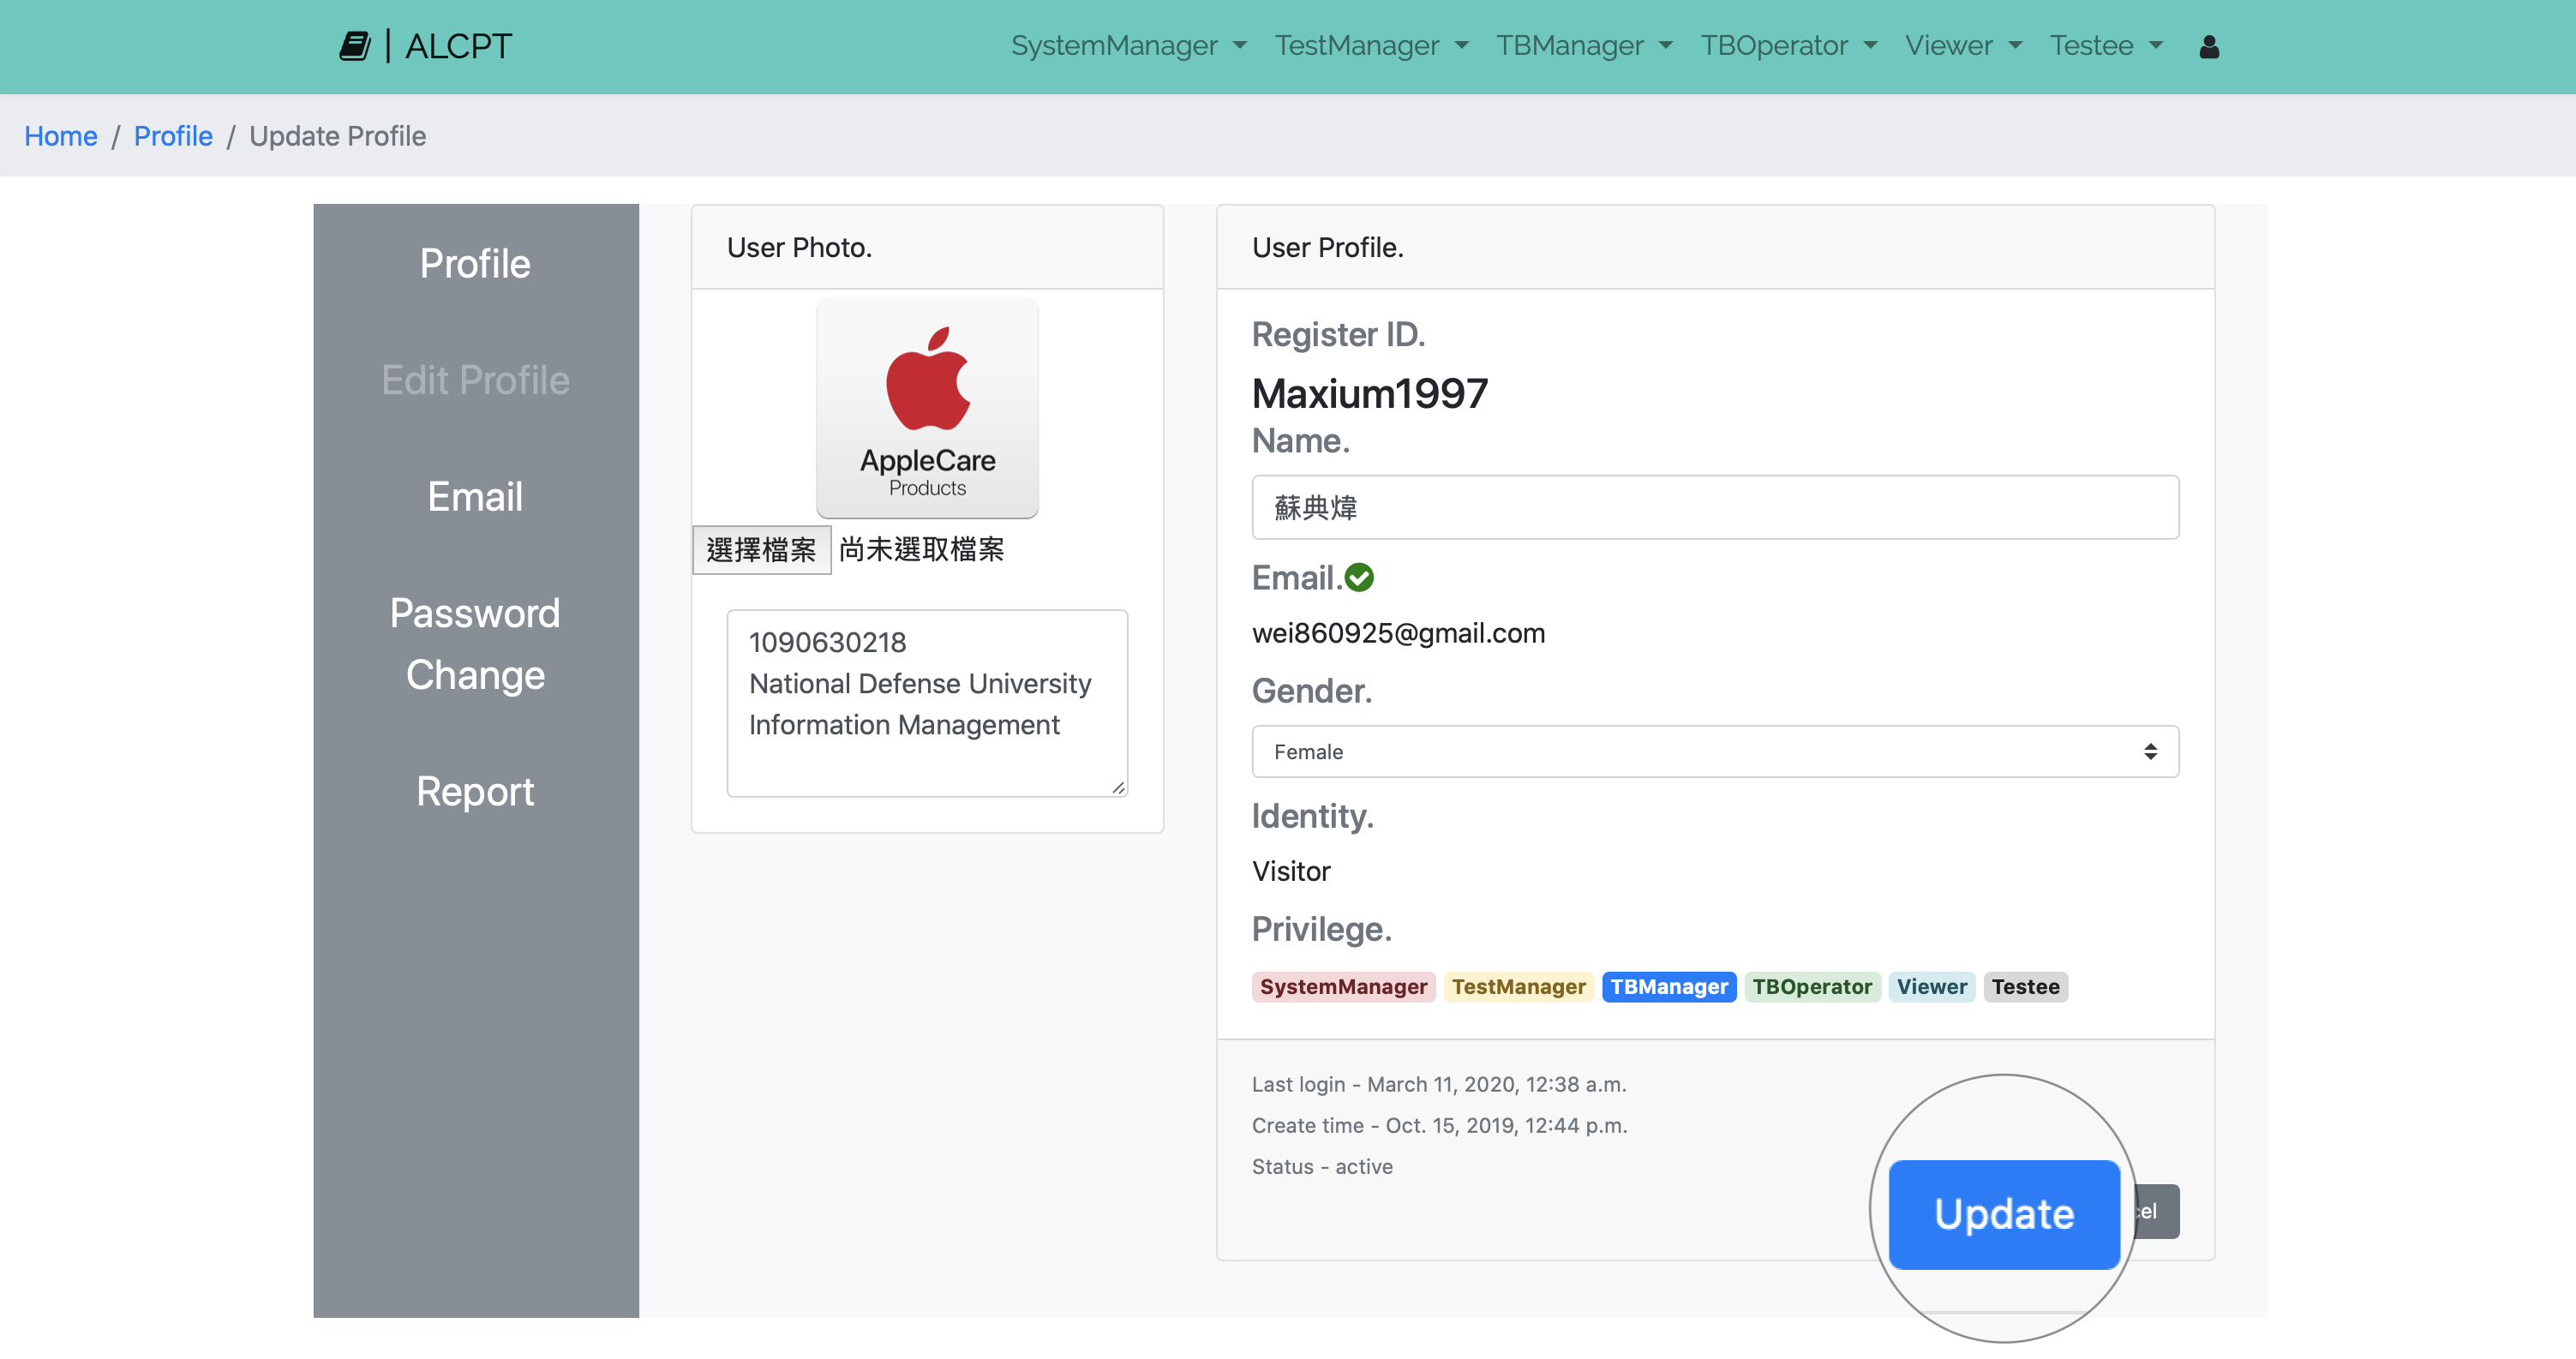 ALCPT
SystemManager TestManager TBManager TBOperator Viewer Testee
Home / Profile / Update Profile
Profile
Edit Profile
Email
Password
Change
Report
User Photo.
AppleCare
Products
選擇檔案 尚未選取檔案
1090630218
National Defense University
Information Management
User Profile.
Register ID.
Maxium1997
Name.
蘇典煒
Email.
wei860925@gmail.com
Gender.
Female
Identity.
Visitor
Privilege.
SystemManager TestManager TBManager TBOperator Viewer Testee
Last login - March 11, 2020, 12:38 a.m.
Create time - Oct. 15, 2019, 12:44 p.m.
Status - active
Update